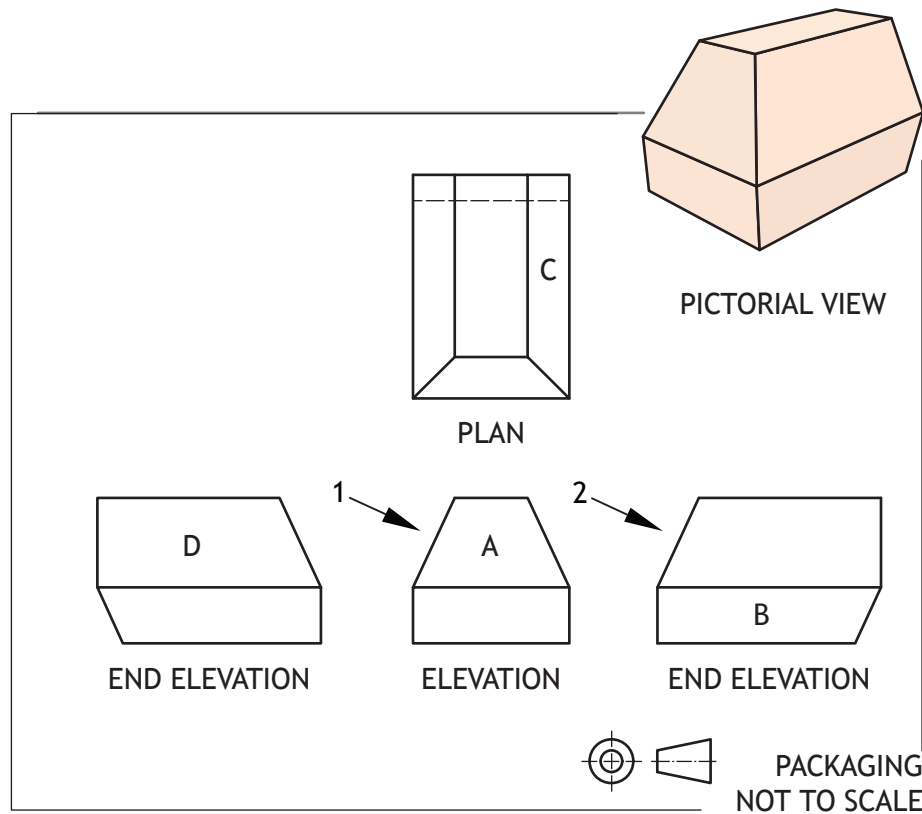 C
PICTORIAL VIEW
PLAN
1
2
D
A
B
END ELEVATION
ELEVATION
END ELEVATION
PACKAGING
NOT TO SCALE